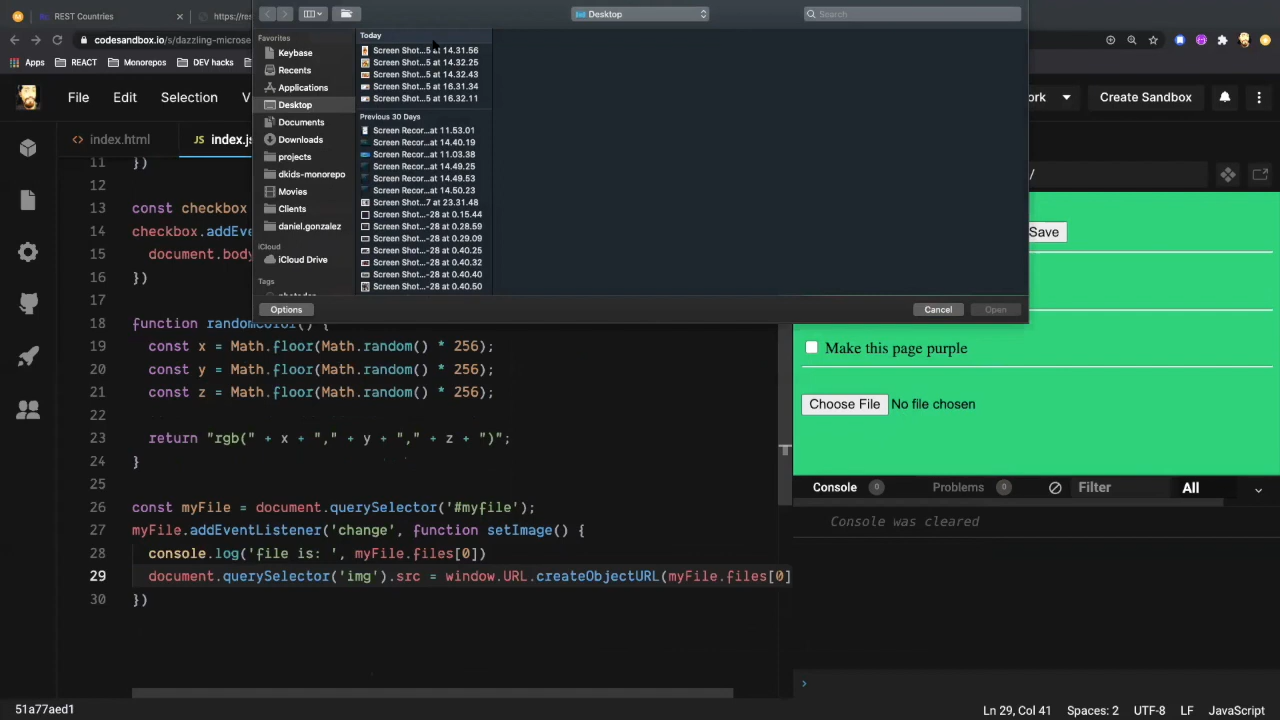 REST Countries
https://res
codesandbox.io/s/dazzling-microse
Apps
REACT
Monorepos
DEV hacks
File
Edit
Selection
V
ork
Create Sandbox
Desktop
Search
Favorites
Keybase
Recents
Applications
Desktop
Documents
Downloads
projects
dkids-monorepo
Movies
Clients
daniel.gonzalez
iCloud
iCloud Drive
Tags
Today
Screen Shot...5 at 14.31.56
Screen Shot...5 at 14.32.25
Screen Shot...5 at 14.32.43
Screen Shot...5 at 16.31.34
Screen Shot...5 at 16.32.11
Previous 30 Days
Screen Recor...at 11.53.01
Screen Recor...at 14.40.19
Screen Recor...at 11.03.38
Screen Recor...at 14.49.25
Screen Recor...at 14.49.53
Screen Recor...at 14.50.23
Screen Shot...7 at 23.31.48
Screen Shot...-28 at 0.15.44
Screen Shot...-28 at 0.28.59
Screen Shot...-28 at 0.29.09
Screen Shot...-28 at 0.40.25
Screen Shot...-28 at 0.40.32
Screen Shot...-28 at 0.40.40
Screen Shot...-28 at 0.40.50
Options
Cancel
Open
index.html
JS index.js
11 })
12
13 const checkbox
14 checkbox.addEve
15 document.body
16 })
17
18 function randomColor() {
19 const x = Math.floor(Math.random() * 256);
20 const y = Math.floor(Math.random() * 256);
21 const z = Math.floor(Math.random() * 256);
22
23 return "rgb(" + x + "," + y + "," + z + ")";
24 }
25
26 const myFile = document.querySelector('#myfile');
27 myFile.addEventListener('change', function setImage() {
28 console.log('file is: ', myFile.files[0])
29 document.querySelector('img').src = window.URL.createObjectURL(myFile.files[0]
30 })
/
Save
Make this page purple
Choose File No file chosen
Console 0
Problems 0
Filter
All
Console was cleared
51a77aed1
Ln 29, Col 41
Spaces: 2
UTF-8
LF
JavaScript